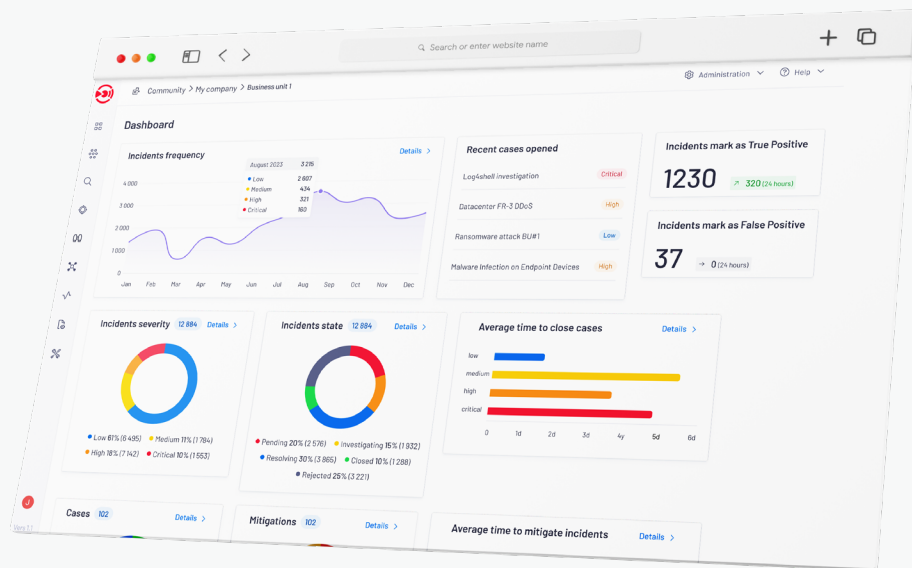 Search or enter website name
Administration
Help
Community > My company > Business unit 1
Dashboard
Incidents frequency
Details >
August 2023 3 215
Low 2 607
Medium 434
High 321
Critical 160
4 000
3 000
2 000
1 000
0
Jan Feb Mar Apr May Jun Jul Aug Sep Oct Nov Dec
Recent cases opened
Log4shell investigation Critical
Datacenter FR-3 DDoS High
Ransomware attack BU#1 Low
Malware Infection on Endpoint Devices High
Incidents mark as True Positive
1230 320 (24 hours)
Incidents mark as False Positive
37 0 (24 hours)
Incidents severity 12 884 Details >
Low 61% (6 495) Medium 11% (1 784)
High 18% (7 142) Critical 10% (1 553)
Incidents state 12 884 Details >
Pending 20% (2 576) Investigating 15% (1 932)
Resolving 30% (3 865) Closed 10% (1 288)
Rejected 25% (3 221)
Average time to close cases Details >
low
medium
high
critical
0 1d 2d 4y 5d 6d
J
Cases 102 Details >
Mitigations 102 Details >
Average time to mitigate incidents Details >